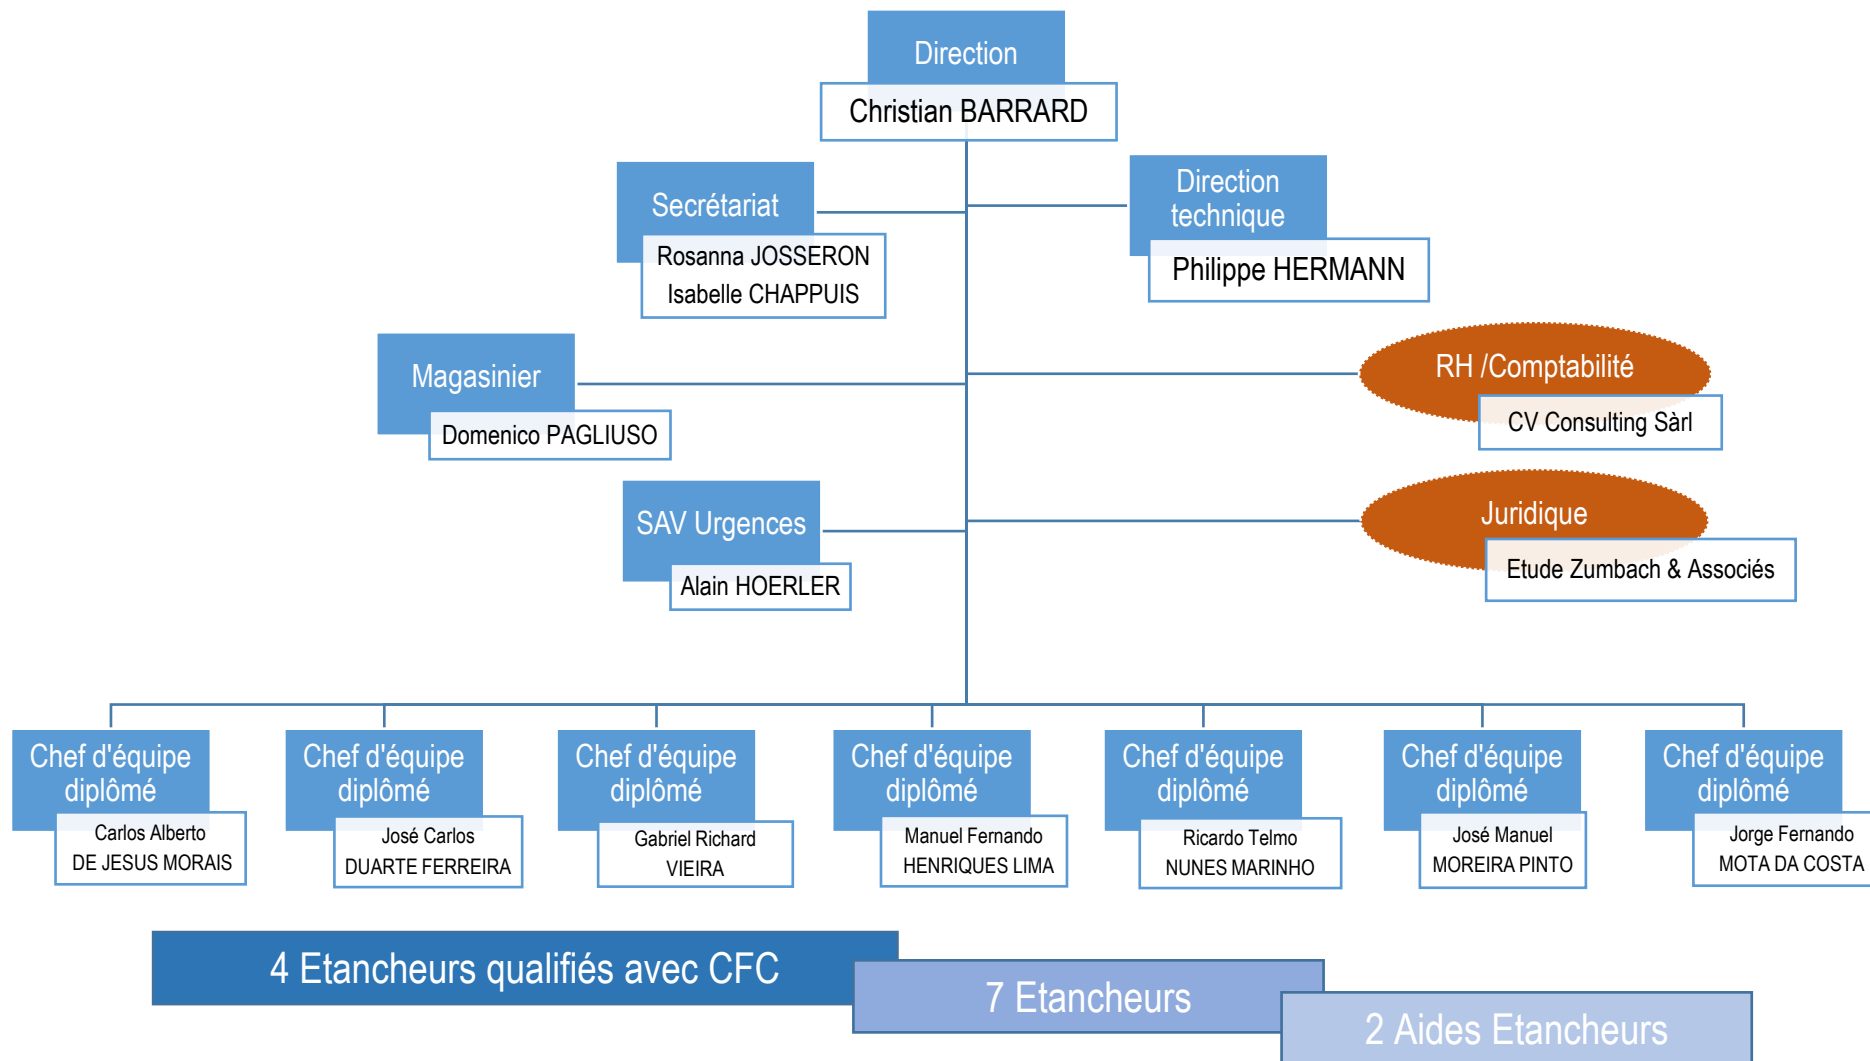 Direction
Christian BARRARD
Secrétariat
Rosanna JOSSERON
Isabelle CHAPPUIS
Direction
technique
Philippe HERMANN
Magasinier
Domenico PAGLIUSO
RH /Comptabilité
CV Consulting Sàrl
SAV Urgences
Alain HOERLER
Juridique
Etude Zumbach & Associés
Chef d'équipe
diplômé
Carlos Alberto
DE JESUS MORAIS
Chef d'équipe
diplômé
José Carlos
DUARTE FERREIRA
Chef d'équipe
diplômé
Gabriel Richard
VIEIRA
Chef d'équipe
diplômé
Manuel Fernando
HENRIQUES LIMA
Chef d'équipe
diplômé
Ricardo Telmo
NUNES MARINHO
Chef d'équipe
diplômé
José Manuel
MOREIRA PINTO
Chef d'équipe
diplômé
Jorge Fernando
MOTA DA COSTA
4 Etancheurs qualifiés avec CFC
7 Etancheurs
2 Aides Etancheurs